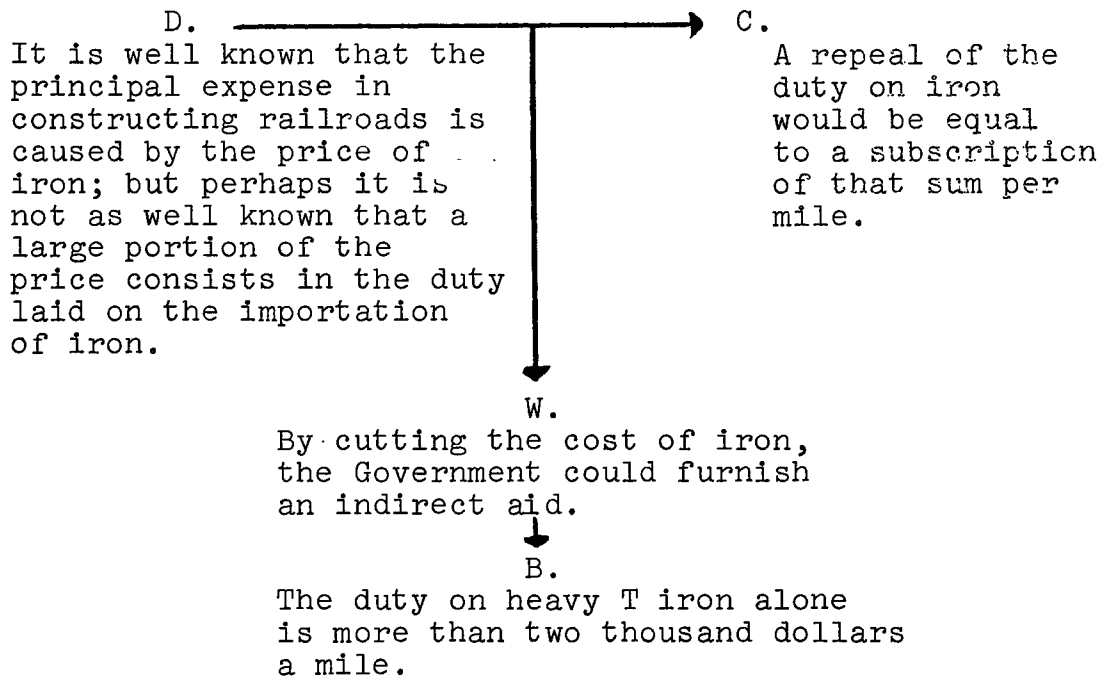 D.
C.
It is well known that the
principal expense in
constructing railroads is
caused by the price of
iron; but perhaps it is
not as well known that a
large portion of the
price consists in the duty
laid on the importation
of iron.
A repeal of the
duty on iron
would be equal
to a subscription
of that sum per
mile.
W.
By cutting the cost of iron,
the Government could furnish
an indirect aid.
B.
The duty on heavy T iron alone
is more than two thousand dollars
a mile.